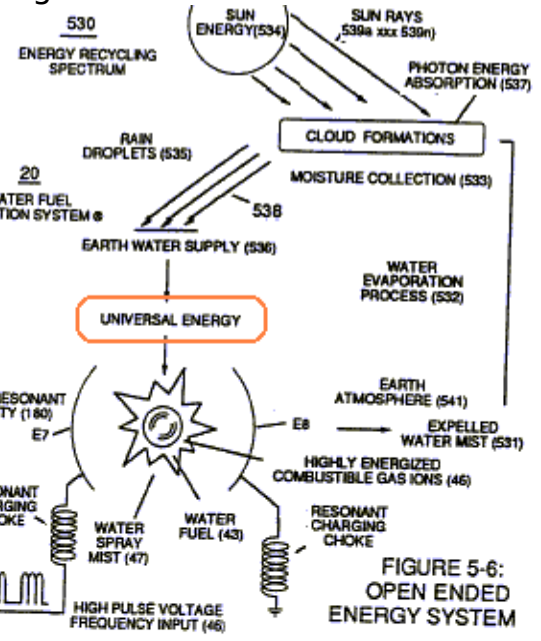 530
ENERGY RECYCLING
SPECTRUM
SUN
ENERGY(534)
SUN RAYS
539a xxx 539n)
PHOTON ENERGY
ABSORPTION (537)
CLOUD FORMATIONS
RAIN
DROPLETS (535)
MOISTURE COLLECTION (533)
20
ATER FUEL
TION SYSTEM ®
538
EARTH WATER SUPPLY (536)
WATER
EVAPORATION
PROCESS (532)
UNIVERSAL ENERGY
RESONANT
TY (180)
E7
E8
EARTH
ATMOSPHERE (541)
EXPELLED
WATER MIST (531)
HIGHLY ENERGIZED
COMBUSTIBLE GAS IONS (46)
ONANT
RGING
OKE
WATER
SPRAY
MIST (47)
WATER
FUEL (43)
RESONANT
CHARGING
CHOKE
HIGH PULSE VOLTAGE
FREQUENCY INPUT (46)
FIGURE 5-6:
OPEN ENDED
ENERGY SYSTEM